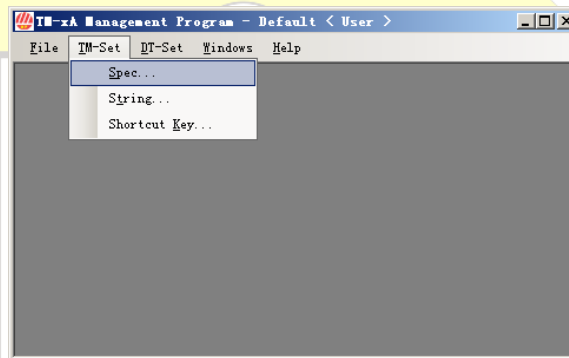 TM-xA Management Program - Default < User >
File TM-Set DT-Set Windows Help
Spec...
String...
Shortcut Key...